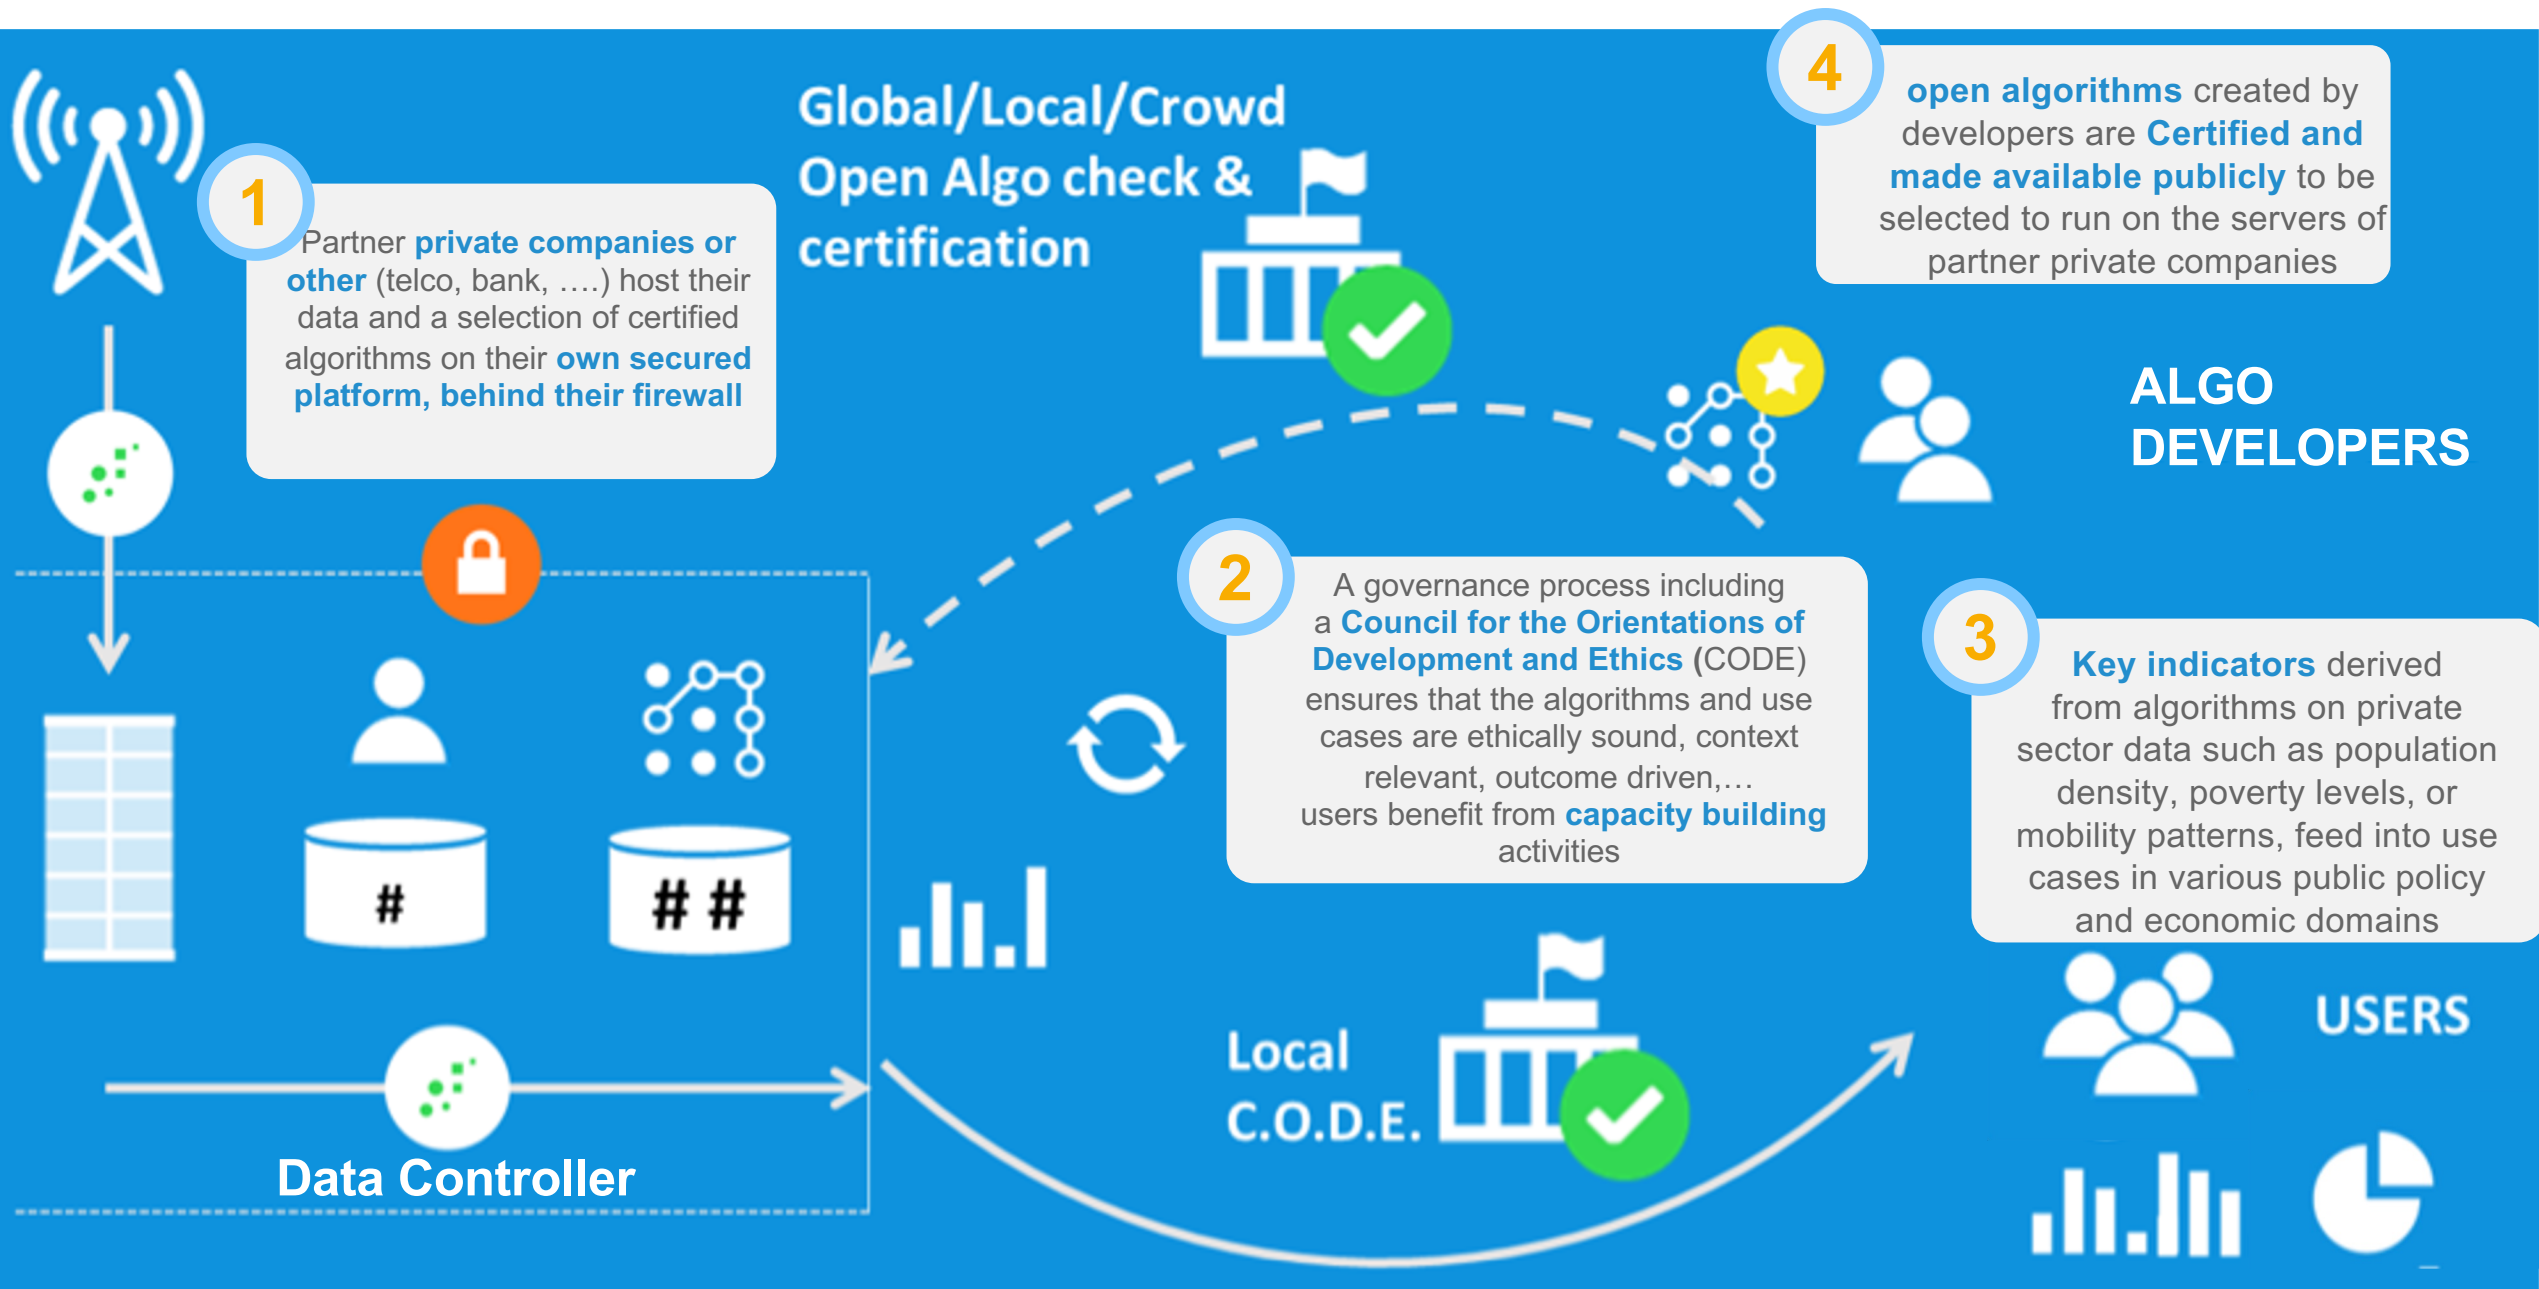 1
Partner private companies or
other (telco, bank, ….) host their
data and a selection of certified
algorithms on their own secured
platform, behind their firewall
Global/Local/Crowd
Open Algo check &
certification
4
open algorithms created by
developers are Certified and
made available publicly to be
selected to run on the servers of
partner private companies
ALGO
DEVELOPERS
2
A governance process including
a Council for the Orientations of
Development and Ethics (CODE)
ensures that the algorithms and use
cases are ethically sound, context
relevant, outcome driven,…
users benefit from capacity building
activities
3
Key indicators derived
from algorithms on private
sector data such as population
density, poverty levels, or
mobility patterns, feed into use
cases in various public policy
and economic domains
#
# #
Data Controller
Local
C.O.D.E.
USERS